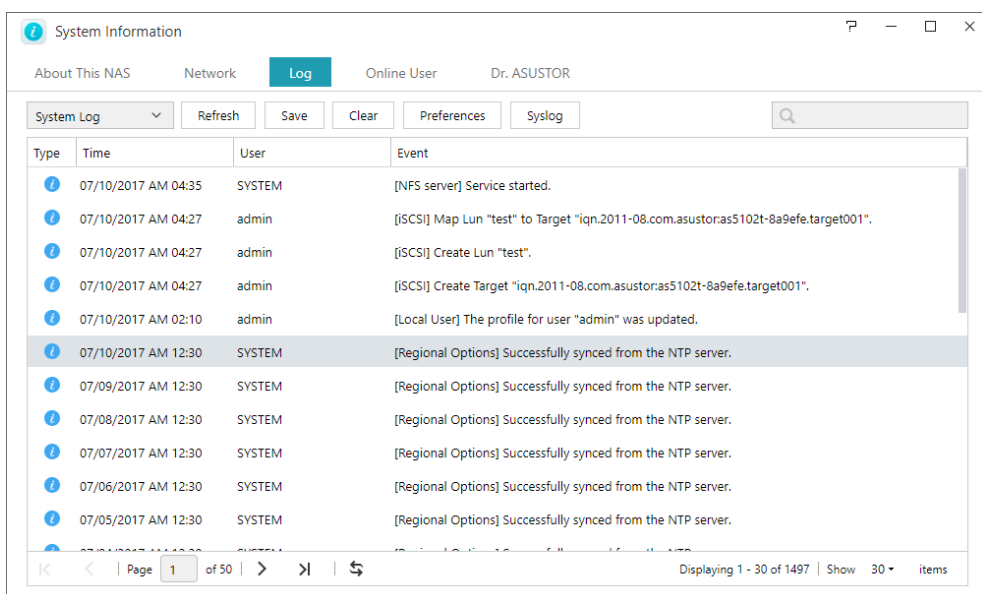 System Information
About This NAS Network Log Online User Dr. ASUSTOR
System Log Refresh Save Clear Preferences Syslog
Type Time User Event
07/10/2017 AM 04:35 SYSTEM [NFS server] Service started.
07/10/2017 AM 04:27 admin [iSCSI] Map Lun "test" to Target "iqn.2011-08.com.asustor:as5102t-8a9efe.target001".
07/10/2017 AM 04:27 admin [iSCSI] Create Lun "test".
07/10/2017 AM 04:27 admin [iSCSI] Create Target "iqn.2011-08.com.asustor:as5102t-8a9efe.target001".
07/10/2017 AM 02:10 admin [Local User] The profile for user "admin" was updated.
07/10/2017 AM 12:30 SYSTEM [Regional Options] Successfully synced from the NTP server.
07/09/2017 AM 12:30 SYSTEM [Regional Options] Successfully synced from the NTP server.
07/08/2017 AM 12:30 SYSTEM [Regional Options] Successfully synced from the NTP server.
07/07/2017 AM 12:30 SYSTEM [Regional Options] Successfully synced from the NTP server.
07/06/2017 AM 12:30 SYSTEM [Regional Options] Successfully synced from the NTP server.
07/05/2017 AM 12:30 SYSTEM [Regional Options] Successfully synced from the NTP server.
Page 1 of 50 Displaying 1 - 30 of 1497 Show 30 items